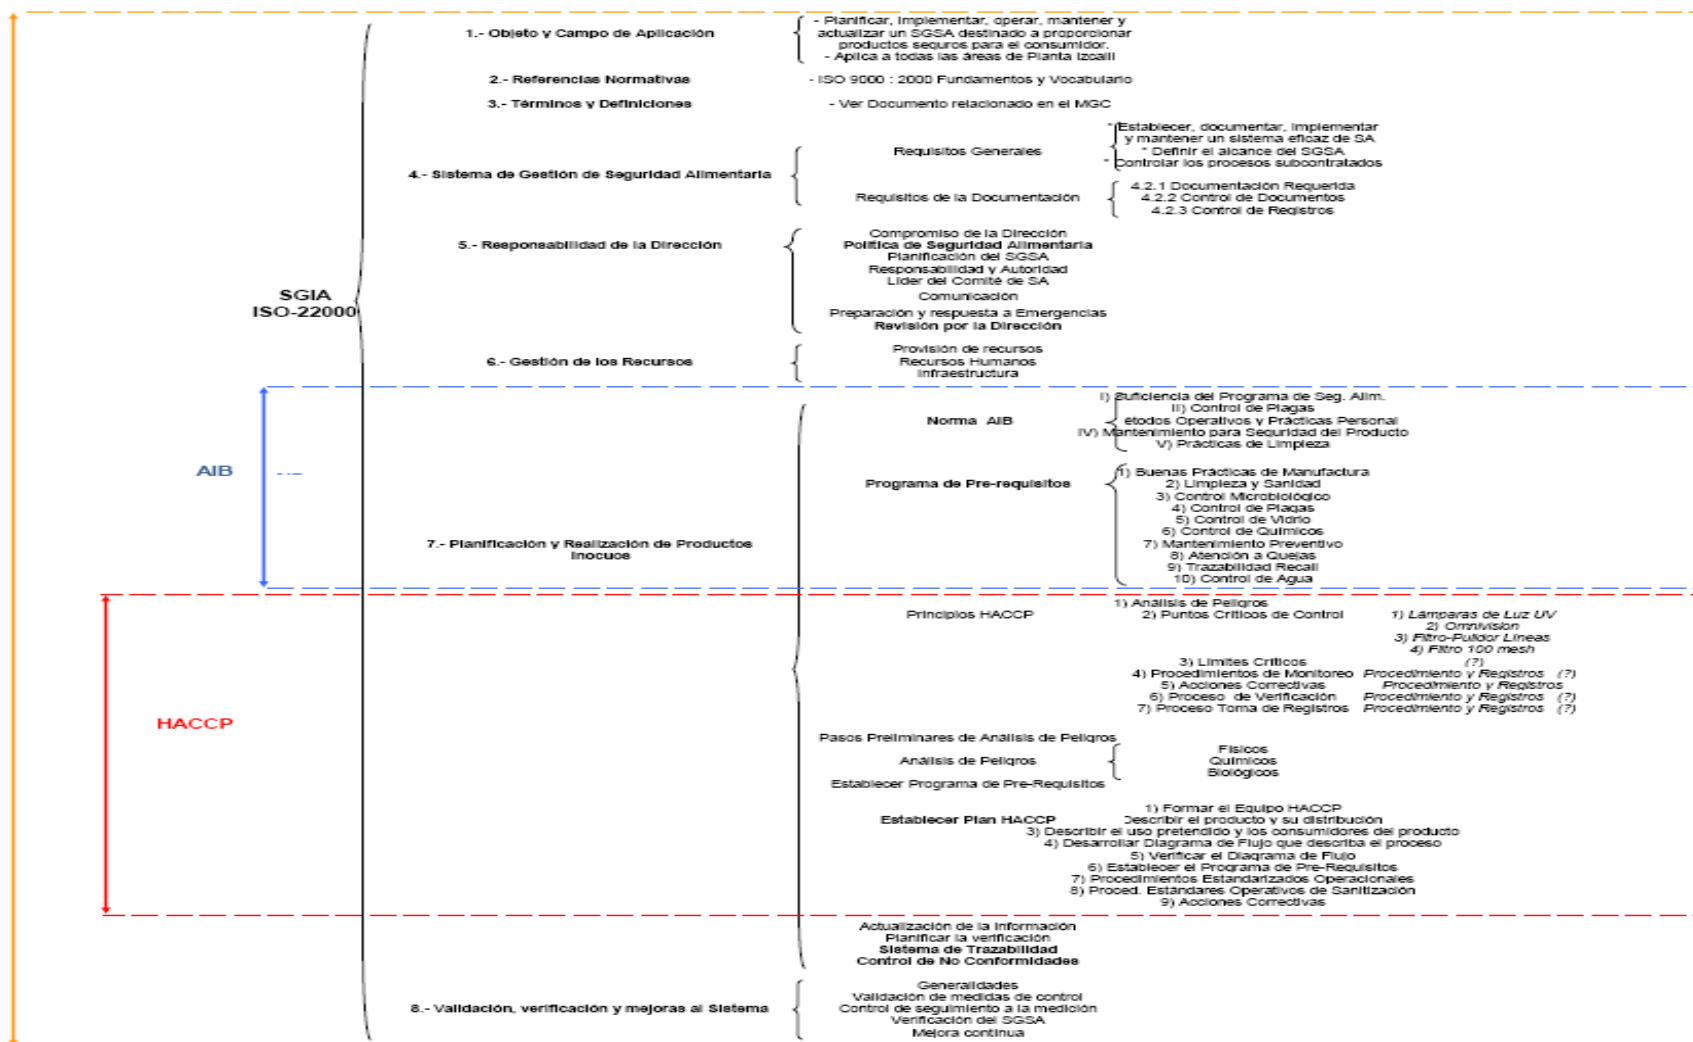 SGIA
ISO-22000
1.- Objeto y Campo de Aplicación
- Planificar, implementar, operar, mantener y
actualizar un SGSA destinado a proporcionar
productos seguros para el consumidor.
- Aplica a todas las áreas de Planta Izcalli
2.- Referencias Normativas
- ISO 9000 : 2000 Fundamentos y Vocabulario
3.- Términos y Definiciones
- Ver Documento relacionado en el MGC
4.- Sistema de Gestión de Seguridad Alimentaria
Requisitos Generales
* Establecer, documentar, implementar
y mantener un sistema eficaz de SA
* Definir el alcance del SGSA
* Controlar los procesos subcontratados
Requisitos de la Documentación
4.2.1 Documentación Requerida
4.2.2 Control de Documentos
4.2.3 Control de Registros
5.- Responsabilidad de la Dirección
Compromiso de la Dirección
Política de Seguridad Alimentaria
Planificación del SGSA
Responsabilidad y Autoridad
Líder del Comité de SA
Comunicación
Preparación y respuesta a Emergencias
Revisión por la Dirección
6.- Gestión de los Recursos
Provisión de recursos
Recursos Humanos
Infraestructura
AIB
7.- Planificación y Realización de Productos
Inocuos
Norma AIB
I) Suficiencia del Programa de Seg. Alim.
II) Control de Plagas
étodos Operativos y Prácticas Personal
IV) Mantenimiento para Seguridad del Producto
V) Prácticas de Limpieza
Programa de Pre-requisitos
1) Buenas Prácticas de Manufactura
2) Limpieza y Sanidad
3) Control Microbiológico
4) Control de Plagas
5) Control de Vidrio
6) Control de Químicos
7) Mantenimiento Preventivo
8) Atención a Quejas
9) Trazabilidad Recall
10) Control de Agua
HACCP
Principios HACCP
1) Análisis de Peligros
2) Puntos Críticos de Control
1) Lámparas de Luz UV
2) Omnivision
3) Filtro-Pulidor Líneas
4) Filtro 100 mesh
3) Límites Críticos (?)
4) Procedimientos de Monitoreo Procedimiento y Registros (?)
5) Acciones Correctivas Procedimiento y Registros
6) Proceso de Verificación Procedimiento y Registros (?)
7) Proceso Toma de Registros Procedimiento y Registros (?)
Pasos Preliminares de Análisis de Peligros
Análisis de Peligros
Físicos
Químicos
Biológicos
Establecer Programa de Pre-Requisitos
Establecer Plan HACCP
1) Formar el Equipo HACCP
Describir el producto y su distribución
3) Describir el uso pretendido y los consumidores del producto
4) Desarrollar Diagrama de Flujo que describa el proceso
5) Verificar el Diagrama de Flujo
6) Establecer el Programa de Pre-Requisitos
7) Procedimientos Estandarizados Operacionales
8) Proced. Estándares Operativos de Sanitización
9) Acciones Correctivas
Actualización de la Información
Planificar la verificación
Sistema de Trazabilidad
Control de No Conformidades
8.- Validación, verificación y mejoras al Sistema
Generalidades
Validación de medidas de control
Control de seguimiento a la medición
Verificación del SGSA
Mejora continua